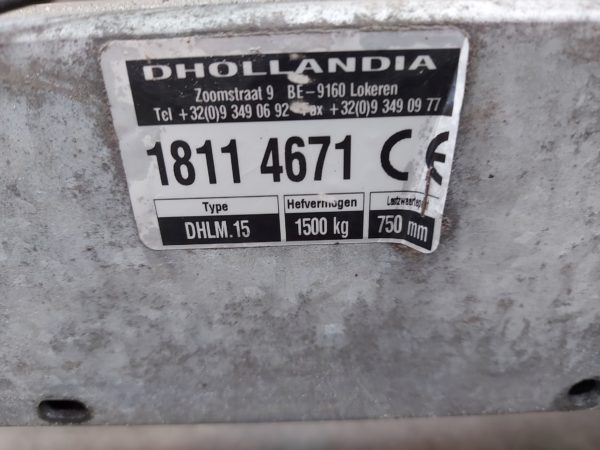 DHOLLANDIA
Zoomstraat 9 BE-9160 Lokeren
Tel +32(0)9 349 06 92 - Fax +32(0)9 349 09 77
1811 4671 CE
Type Hefvermogen
DHLM.15 1500 kg 750 mm